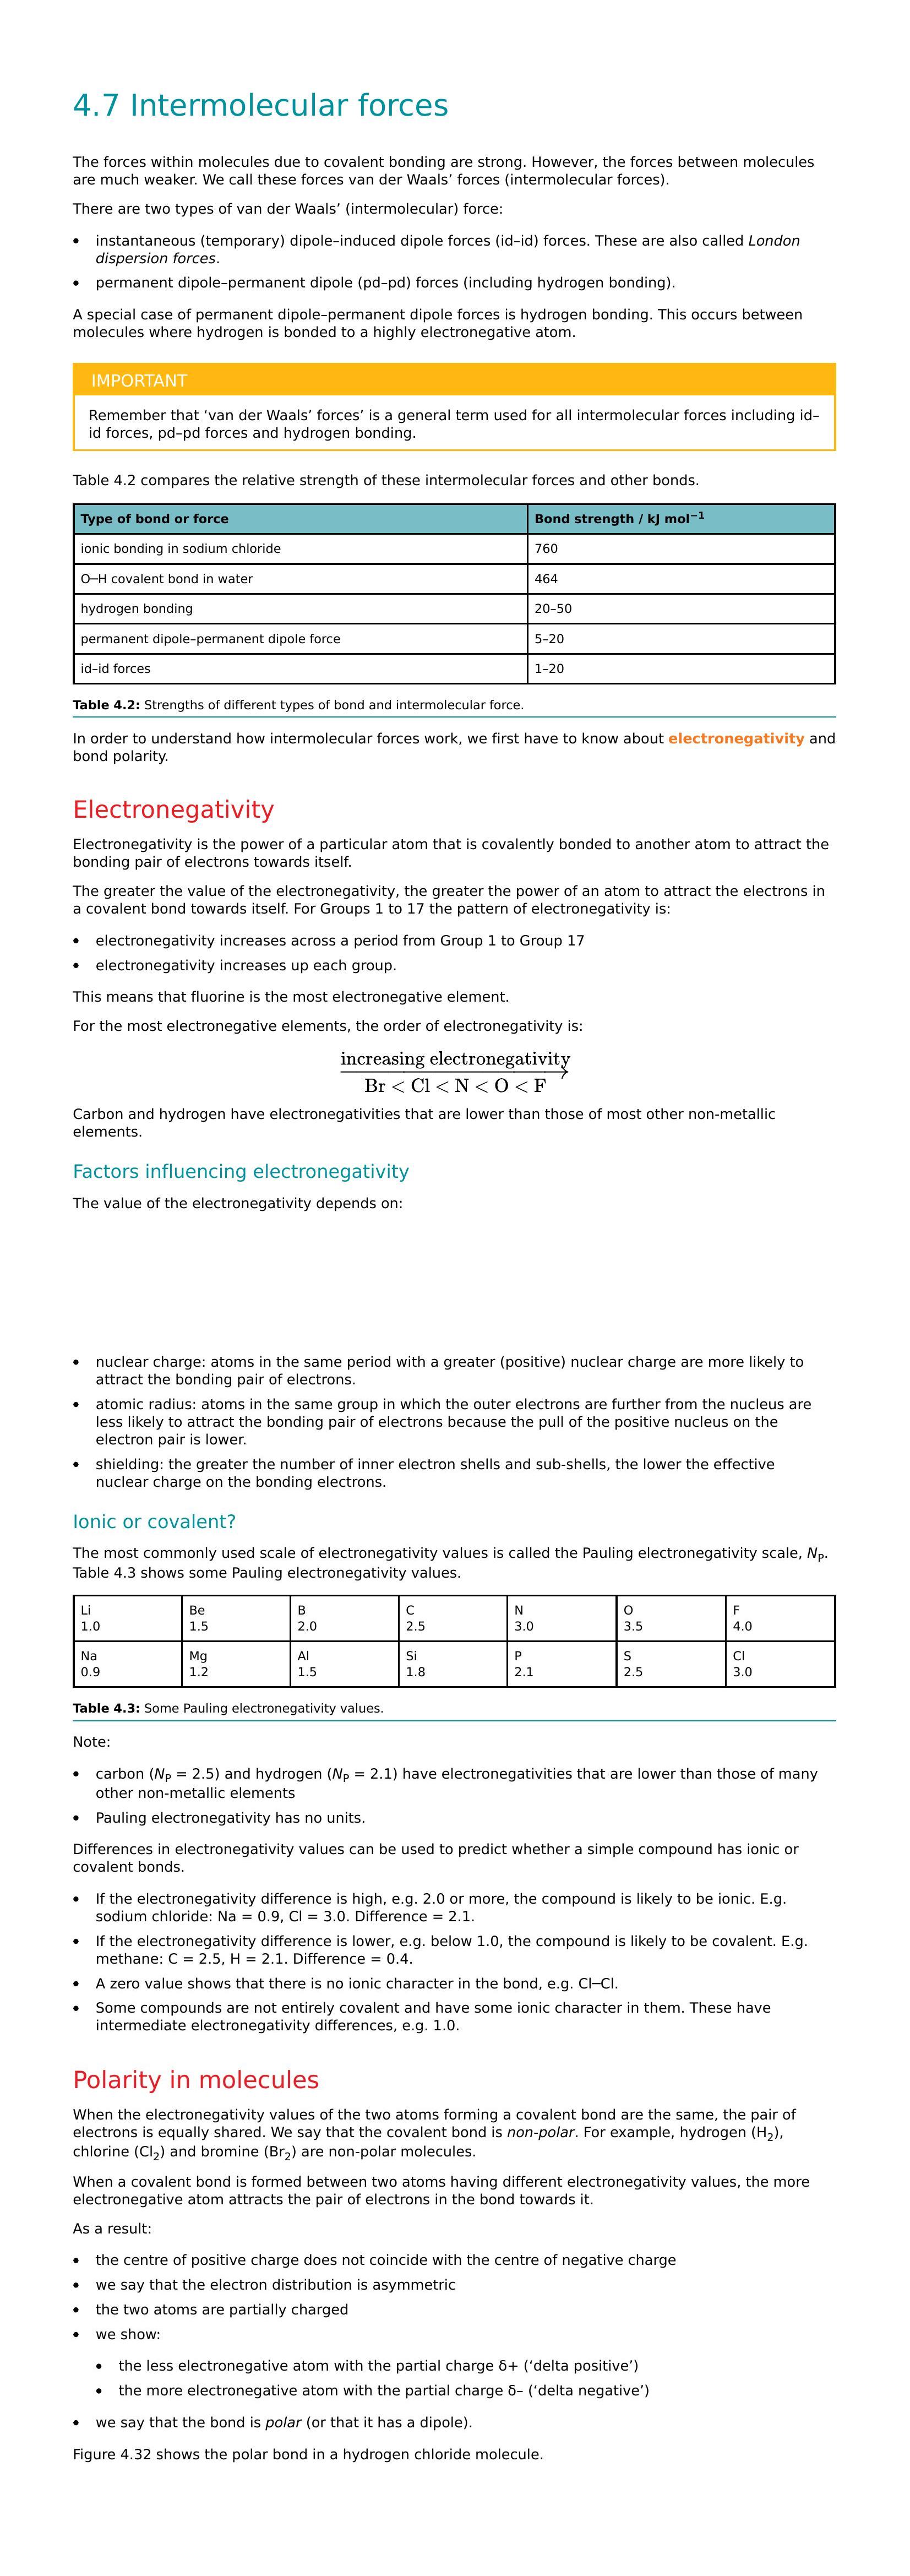 4.7 Intermolecular forces
The forces within molecules due to covalent bonding are strong. However, the forces between molecules
are much weaker. We call these forces van der Waals’ forces (intermolecular forces).
There are two types of van der Waals’ (intermolecular) force:
• instantaneous (temporary) dipole–induced dipole forces (id–id) forces. These are also called London
dispersion forces.
• permanent dipole–permanent dipole (pd–pd) forces (including hydrogen bonding).
A special case of permanent dipole–permanent dipole forces is hydrogen bonding. This occurs between
molecules where hydrogen is bonded to a highly electronegative atom.
IMPORTANT
Remember that ‘van der Waals’ forces’ is a general term used for all intermolecular forces including id–
id forces, pd–pd forces and hydrogen bonding.
Table 4.2 compares the relative strength of these intermolecular forces and other bonds.
Type of bond or force Bond strength / kJ mol⁻¹
ionic bonding in sodium chloride 760
O─H covalent bond in water 464
hydrogen bonding 20–50
permanent dipole–permanent dipole force 5–20
id–id forces 1–20
Table 4.2: Strengths of different types of bond and intermolecular force.
In order to understand how intermolecular forces work, we first have to know about electronegativity and
bond polarity.
Electronegativity
Electronegativity is the power of a particular atom that is covalently bonded to another atom to attract the
bonding pair of electrons towards itself.
The greater the value of the electronegativity, the greater the power of an atom to attract the electrons in
a covalent bond towards itself. For Groups 1 to 17 the pattern of electronegativity is:
• electronegativity increases across a period from Group 1 to Group 17
• electronegativity increases up each group.
This means that fluorine is the most electronegative element.
For the most electronegative elements, the order of electronegativity is:
increasing electronegativity
Br < Cl < N < O < F
Carbon and hydrogen have electronegativities that are lower than those of most other non-metallic
elements.
Factors influencing electronegativity
The value of the electronegativity depends on:
• nuclear charge: atoms in the same period with a greater (positive) nuclear charge are more likely to
attract the bonding pair of electrons.
• atomic radius: atoms in the same group in which the outer electrons are further from the nucleus are
less likely to attract the bonding pair of electrons because the pull of the positive nucleus on the
electron pair is lower.
• shielding: the greater the number of inner electron shells and sub-shells, the lower the effective
nuclear charge on the bonding electrons.
Ionic or covalent?
The most commonly used scale of electronegativity values is called the Pauling electronegativity scale, Nₚ.
Table 4.3 shows some Pauling electronegativity values.
Li Be B C N O F
1.0 1.5 2.0 2.5 3.0 3.5 4.0
Na Mg Al Si P S Cl
0.9 1.2 1.5 1.8 2.1 2.5 3.0
Table 4.3: Some Pauling electronegativity values.
Note:
• carbon (Nₚ = 2.5) and hydrogen (Nₚ = 2.1) have electronegativities that are lower than those of many
other non-metallic elements
• Pauling electronegativity has no units.
Differences in electronegativity values can be used to predict whether a simple compound has ionic or
covalent bonds.
• If the electronegativity difference is high, e.g. 2.0 or more, the compound is likely to be ionic. E.g.
sodium chloride: Na = 0.9, Cl = 3.0. Difference = 2.1.
• If the electronegativity difference is lower, e.g. below 1.0, the compound is likely to be covalent. E.g.
methane: C = 2.5, H = 2.1. Difference = 0.4.
• A zero value shows that there is no ionic character in the bond, e.g. Cl─Cl.
• Some compounds are not entirely covalent and have some ionic character in them. These have
intermediate electronegativity differences, e.g. 1.0.
Polarity in molecules
When the electronegativity values of the two atoms forming a covalent bond are the same, the pair of
electrons is equally shared. We say that the covalent bond is non-polar. For example, hydrogen (H₂),
chlorine (Cl₂) and bromine (Br₂) are non-polar molecules.
When a covalent bond is formed between two atoms having different electronegativity values, the more
electronegative atom attracts the pair of electrons in the bond towards it.
As a result:
• the centre of positive charge does not coincide with the centre of negative charge
• we say that the electron distribution is asymmetric
• the two atoms are partially charged
• we show:
• the less electronegative atom with the partial charge δ+ (‘delta positive’)
• the more electronegative atom with the partial charge δ– (‘delta negative’)
• we say that the bond is polar (or that it has a dipole).
Figure 4.32 shows the polar bond in a hydrogen chloride molecule.